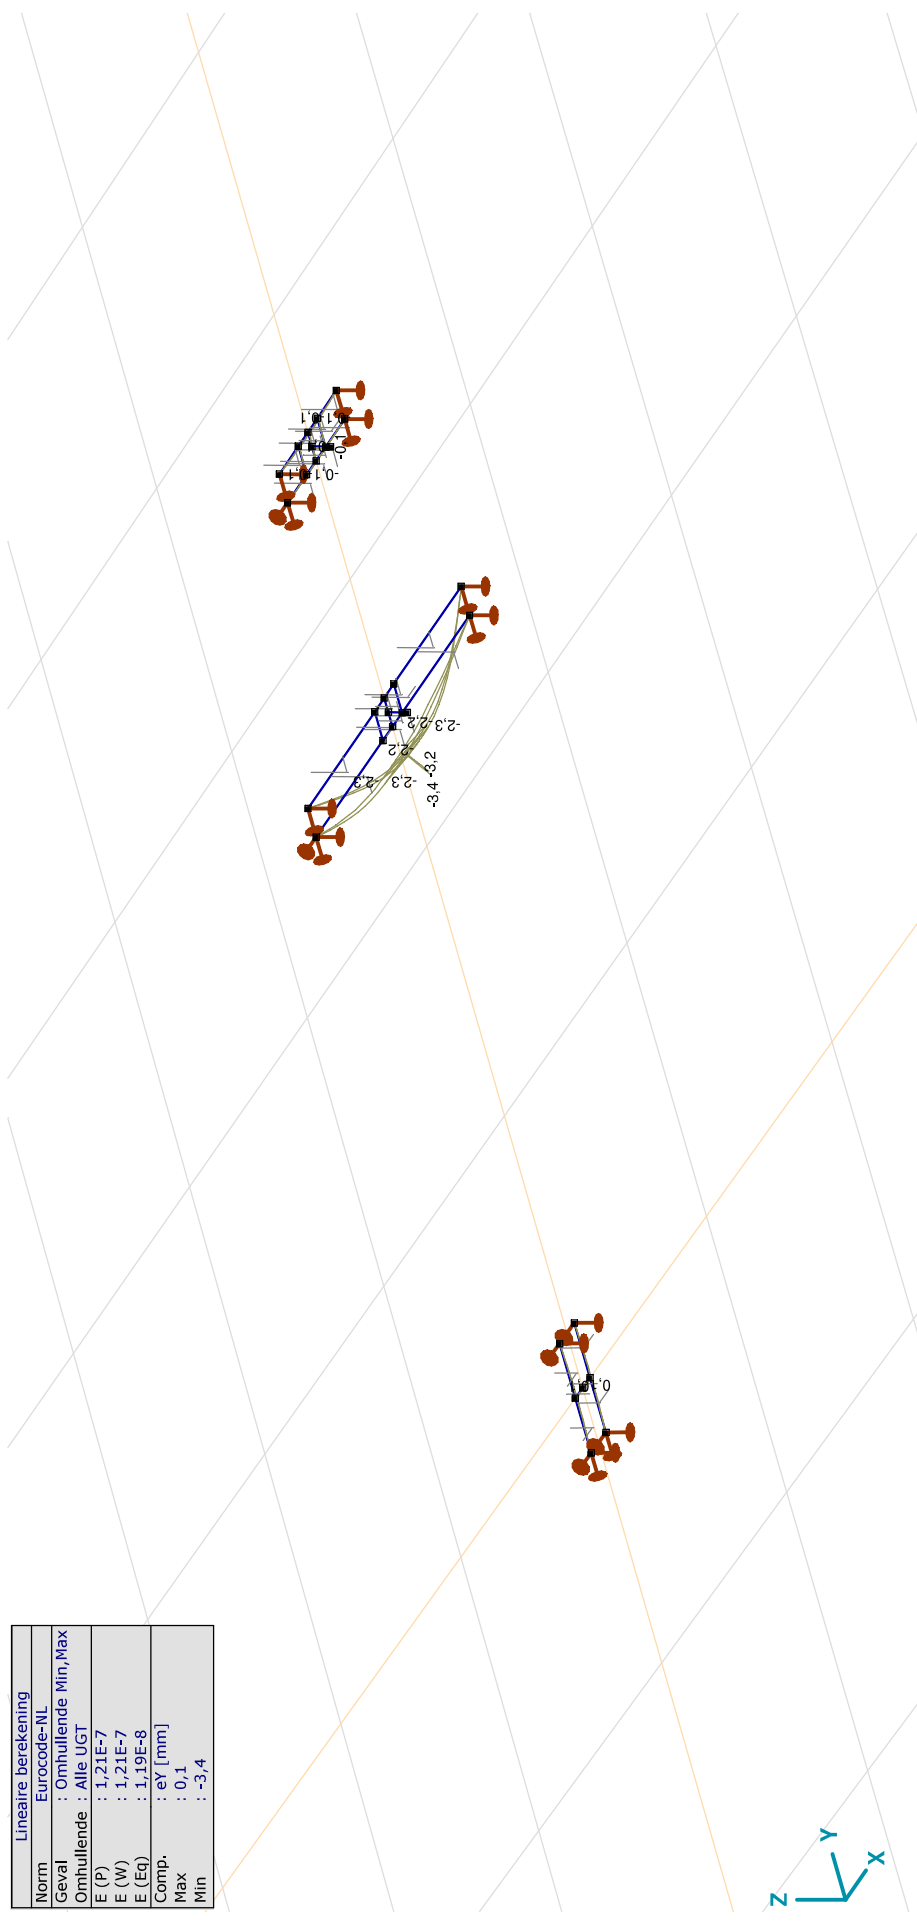 Lineaire berekening
Norm Eurocode-NL
Geval : Omhullende Min,Max
Omhullende : Alle UGT
E (P) : 1,21E-7
E (W) : 1,21E-7
E (Eq) : 1,19E-8
Comp. : eY [mm]
Max : 0,1
Min : -3,4
-0,1
-0,1
-2,3
-2,2
-2,2
-3,2
-3,4
-2,3
-2,3
Z
Y
X